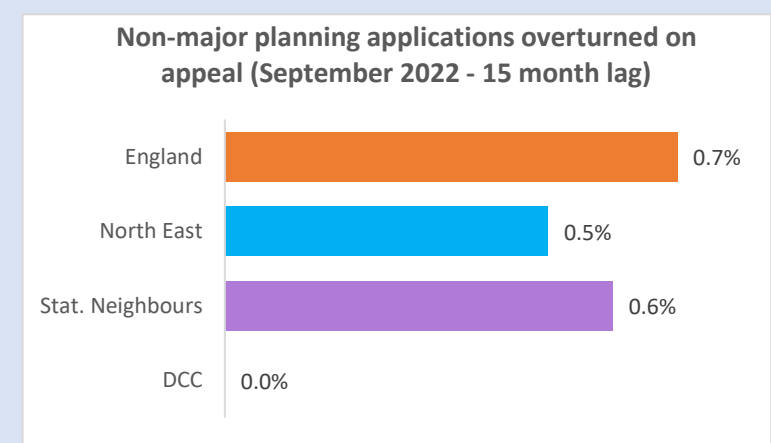 Non-major planning applications overturned on
appeal (September 2022 - 15 month lag)
England 0.7%
North East 0.5%
Stat. Neighbours 0.6%
DCC 0.0%